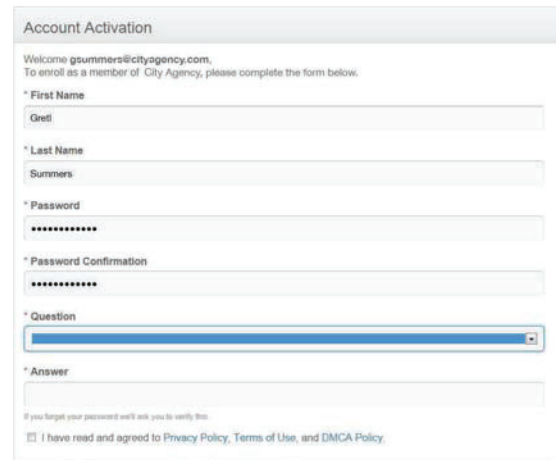 Account Activation
Welcome gsummers@cityagency.com,
To enroll as a member of City Agency, please complete the form below.
* First Name
Gretl
* Last Name
Summers
* Password
••••••••••••
* Password Confirmation
••••••••••••
* Question
* Answer
If you forget your password we'll ask you to verify this.
I have read and agreed to Privacy Policy, Terms of Use, and DMCA Policy.